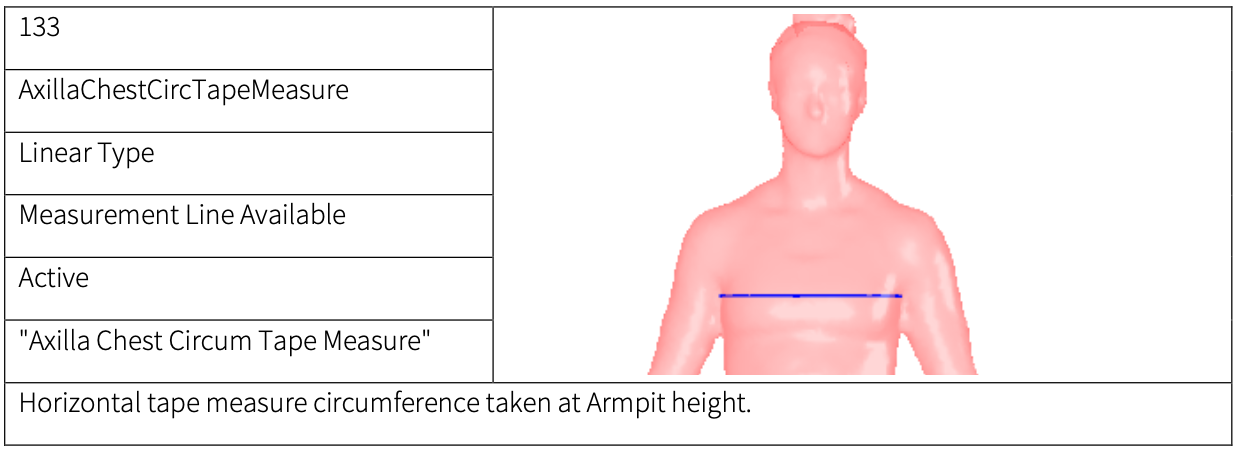 133
AxillaChestCircTapeMeasure
Linear Type
Measurement Line Available
Active
"Axilla Chest Circum Tape Measure"
Horizontal tape measure circumference taken at Armpit height.